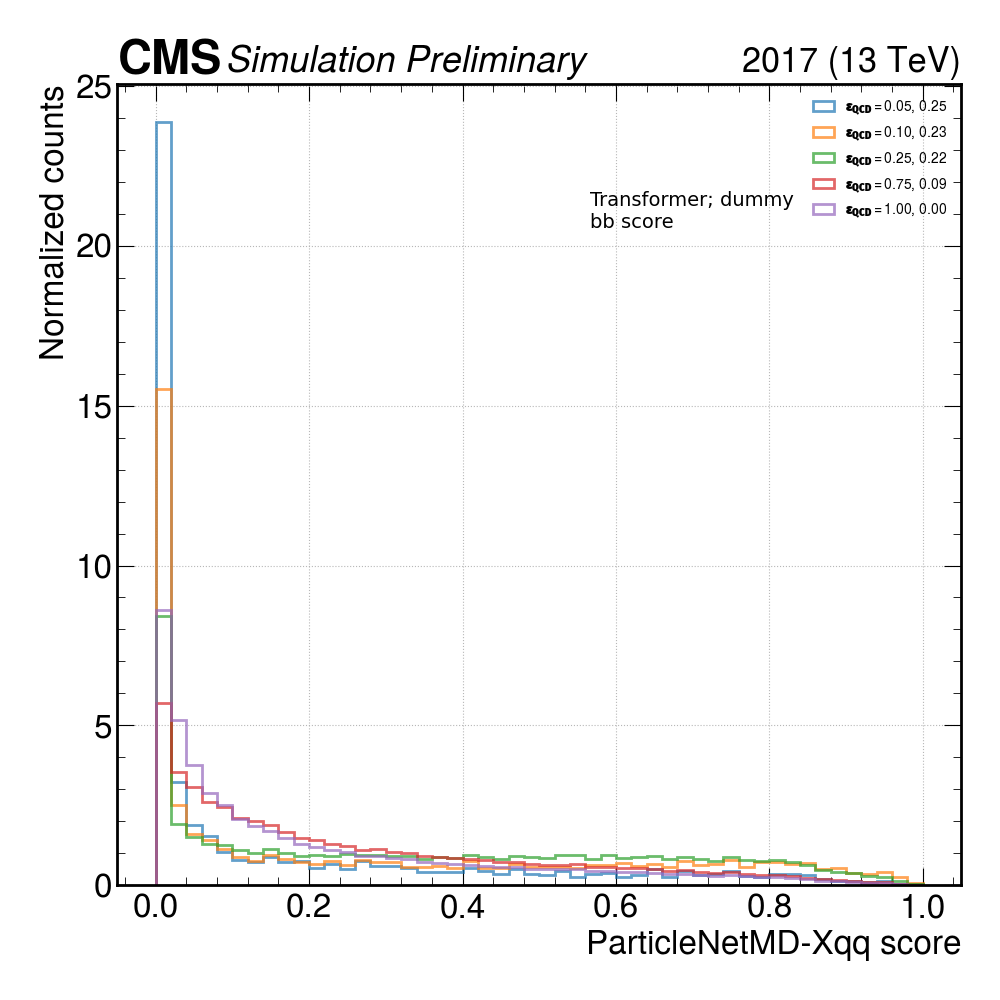 CMS Simulation Preliminary 2017 (13 TeV)
25
20
15
10
5
0
Normalized counts
εQCD = 0.05, 0.25
εQCD = 0.10, 0.23
εQCD = 0.25, 0.22
εQCD = 0.75, 0.09
εQCD = 1.00, 0.00
Transformer; dummy
bb score
0.0 0.2 0.4 0.6 0.8 1.0
ParticleNetMD-Xqq score